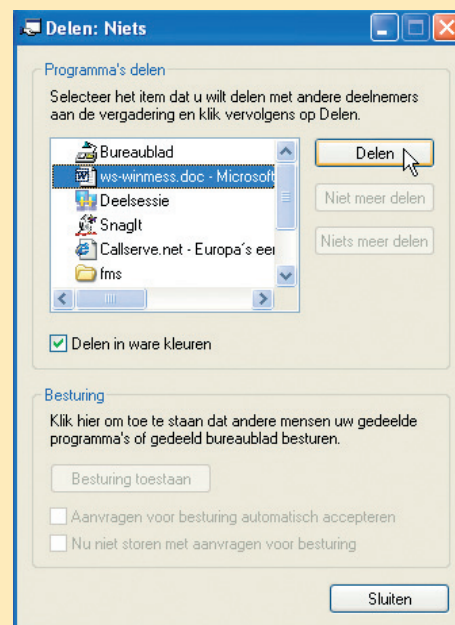 Delen: Niets
Programma's delen
Selecteer het item dat u wilt delen met andere deelnemers
aan de vergadering en klik vervolgens op Delen.
Bureaublad
ws-winmess.doc - Microsoft
Deelsessie
SnagIt
Callserve.net - Europa´s eer
fms
Delen
Niet meer delen
Niets meer delen
Delen in ware kleuren
Besturing
Klik hier om toe te staan dat andere mensen uw gedeelde
programma's of gedeeld bureaublad besturen.
Besturing toestaan
Aanvragen voor besturing automatisch accepteren
Nu niet storen met aanvragen voor besturing
Sluiten